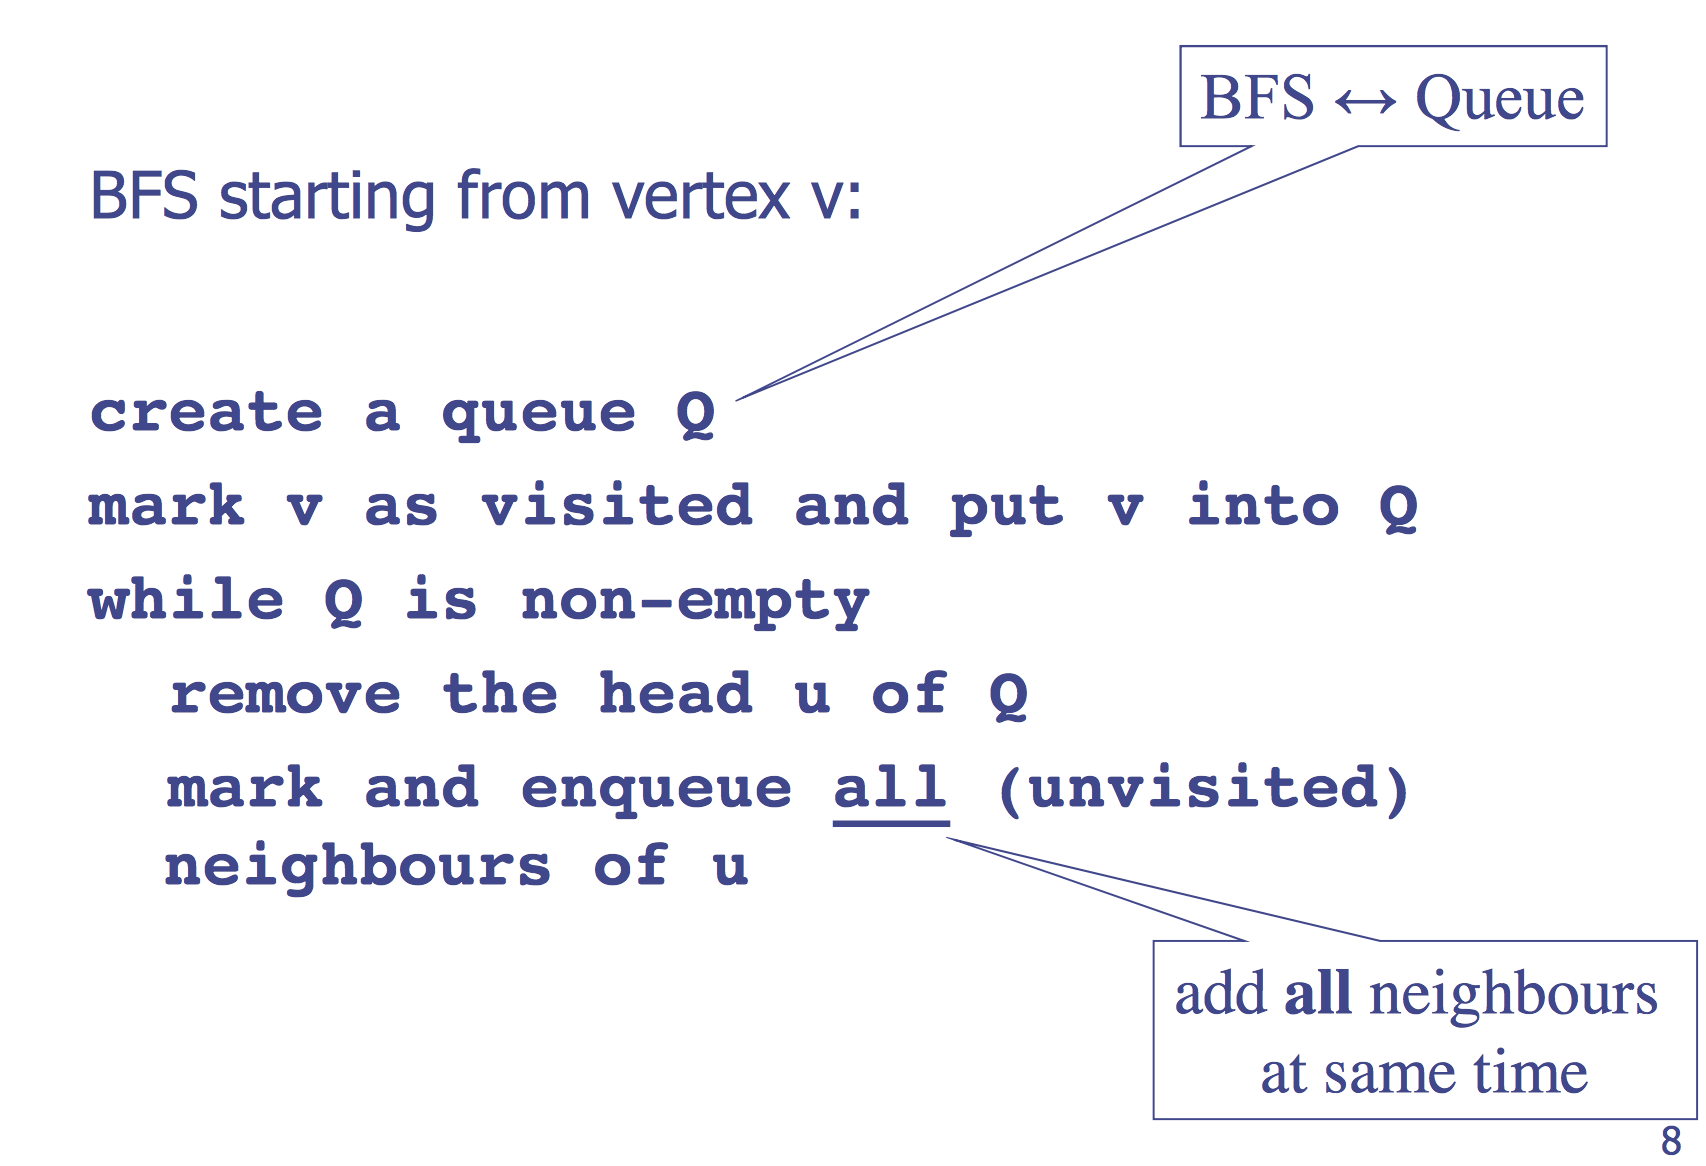 BFS ↔ Queue
BFS starting from vertex v:
create a queue Q
mark v as visited and put v into Q
while Q is non-empty
remove the head u of Q
mark and enqueue all (unvisited)
neighbours of u
add all neighbours
at same time
8